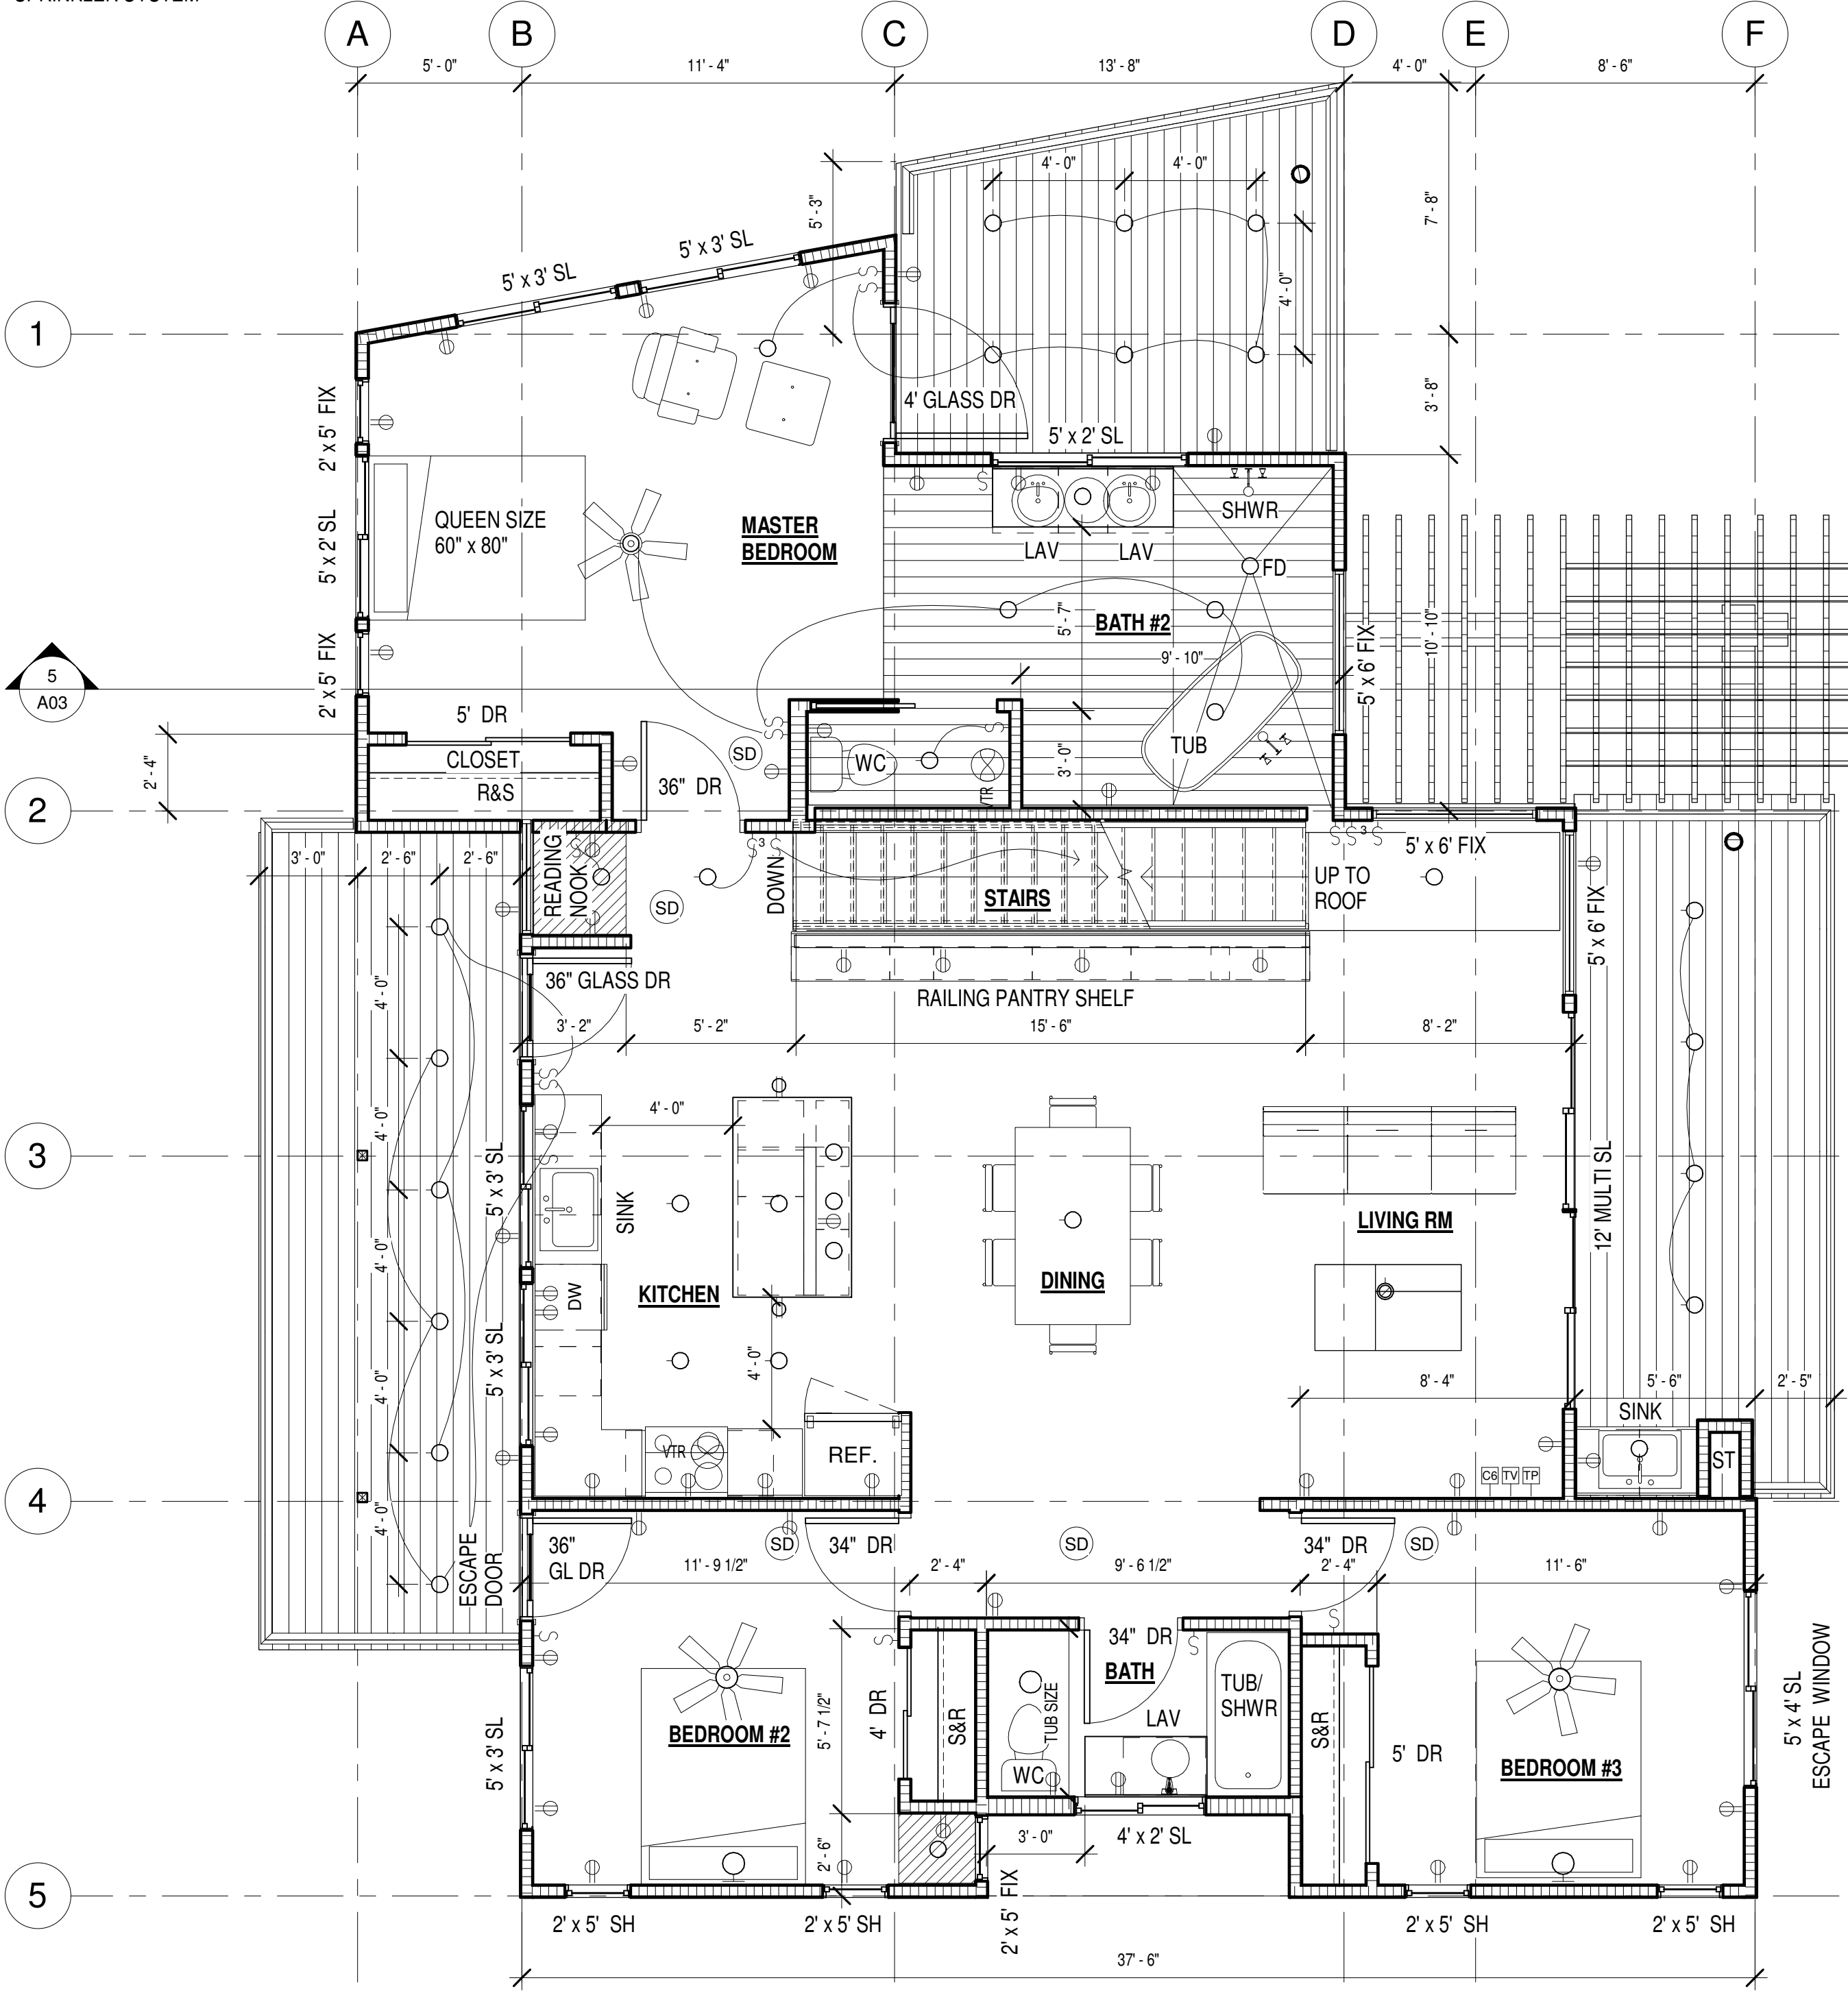 A B C D E F
5' - 0" 11' - 4" 13' - 8" 4' - 0" 8' - 6"
4' - 0" 4' - 0"
5' - 3"
7' - 8"
5' x 3' SL
5' x 3' SL
4' - 0"
1
2' x 5' FIX
3' - 8"
4' GLASS DR
5' x 2' SL
QUEEN SIZE
60" x 80"
MASTER
BEDROOM
SHWR
LAV LAV
5' x 2' SL
FD
5' - 7"
BATH #2
10' - 10"
5' x 6' FIX
9' - 10"
2' x 5' FIX
5
A03
5' DR
SD
TUB
CLOSET
WC
2' - 4"
R&S
36" DR
VTR
3' - 0"
2
3
3
5' x 6' FIX
3' - 0" 2' - 6" 2' - 6"
READING
NOOK
SD
DOWN
STAIRS
UP TO
ROOF
5' x 6' FIX
36" GLASS DR
RAILING PANTRY SHELF
4' - 0"
3' - 2" 5' - 2" 15' - 6" 8' - 2"
4' - 0"
4' - 0"
3
5' x 3' SL
SINK
12' MULTI SL
LIVING RM
4' - 0"
DW
KITCHEN
DINING
5' x 3' SL
4' - 0"
4' - 0"
8' - 4" 5' - 6" 2' - 5"
SINK
VTR
REF.
ST
C6 TV TP
4
4' - 0"
ESCAPE
DOOR
36"
GL DR
SD
34" DR
SD
34" DR
SD
11' - 9 1/2" 2' - 4" 9' - 6 1/2" 2' - 4" 11' - 6"
34" DR
BATH
5' - 7 1/2"
4' DR
S&R
TUB SIZE
TUB/
SHWR
LAV
S&R
5' x 4' SL
ESCAPE WINDOW
5' x 3' SL
BEDROOM #2
5' DR
BEDROOM #3
WC
2' - 6"
3' - 0"
4' x 2' SL
5
2' x 5' SH 2' x 5' SH
2' x 5' FIX
2' x 5' SH 2' x 5' SH
37' - 6"